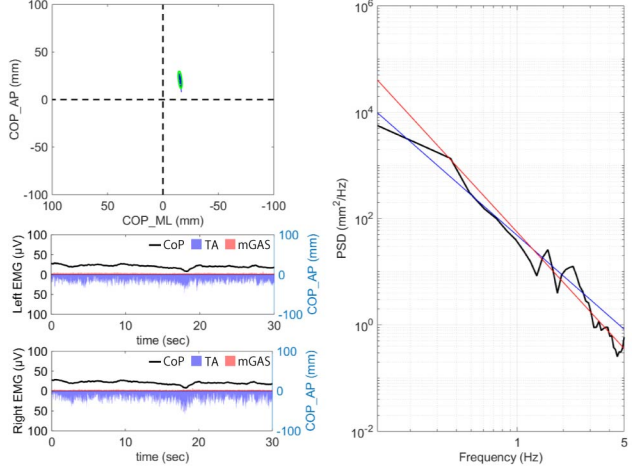 100
50
0
-50
-100
COP_AP (mm)
100 50 0 -50 -100
COP_ML (mm)
100
50
0
50
100
Left EMG (µV)
CoP TA mGAS
100
0
-100
COP_AP (mm)
0 10 20 30
time (sec)
100
50
0
50
100
Right EMG (µV)
CoP TA mGAS
100
0
-100
COP_AP (mm)
0 10 20 30
time (sec)
10^6
10^4
10^2
10^0
10^-2
PSD (mm^2/Hz)
1 5
Frequency (Hz)